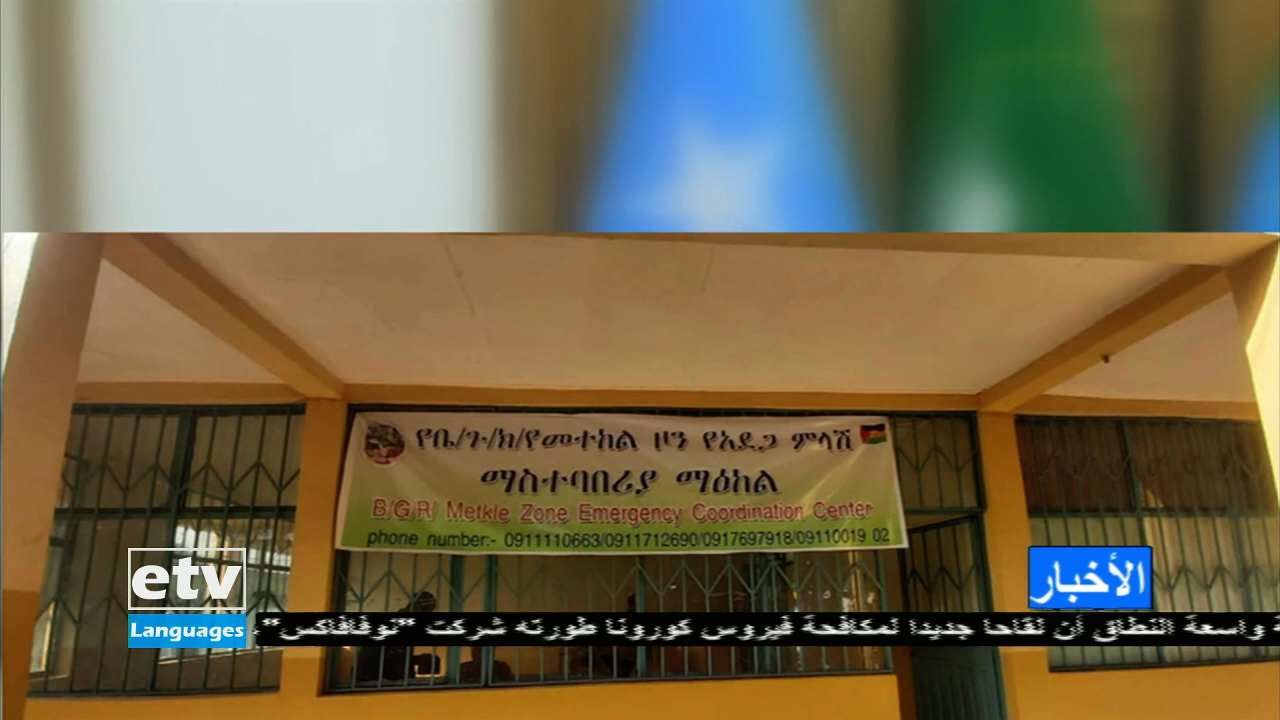 የቤ/ጉ/ክ/የመተከል ዞን የአደጋ ምላሽ
ማስተባበሪያ ማዕከል
B/G/R/ Metkle Zone Emergency Coordination Center
phone number:- 0911110663/0911712690/0917697918/09110019 02
etv
الأخبار
Languages
واسعة النطاق أن لقاحا جديدا لمكافحة فيروس كورونا طورته شركت “نوفافاكس”